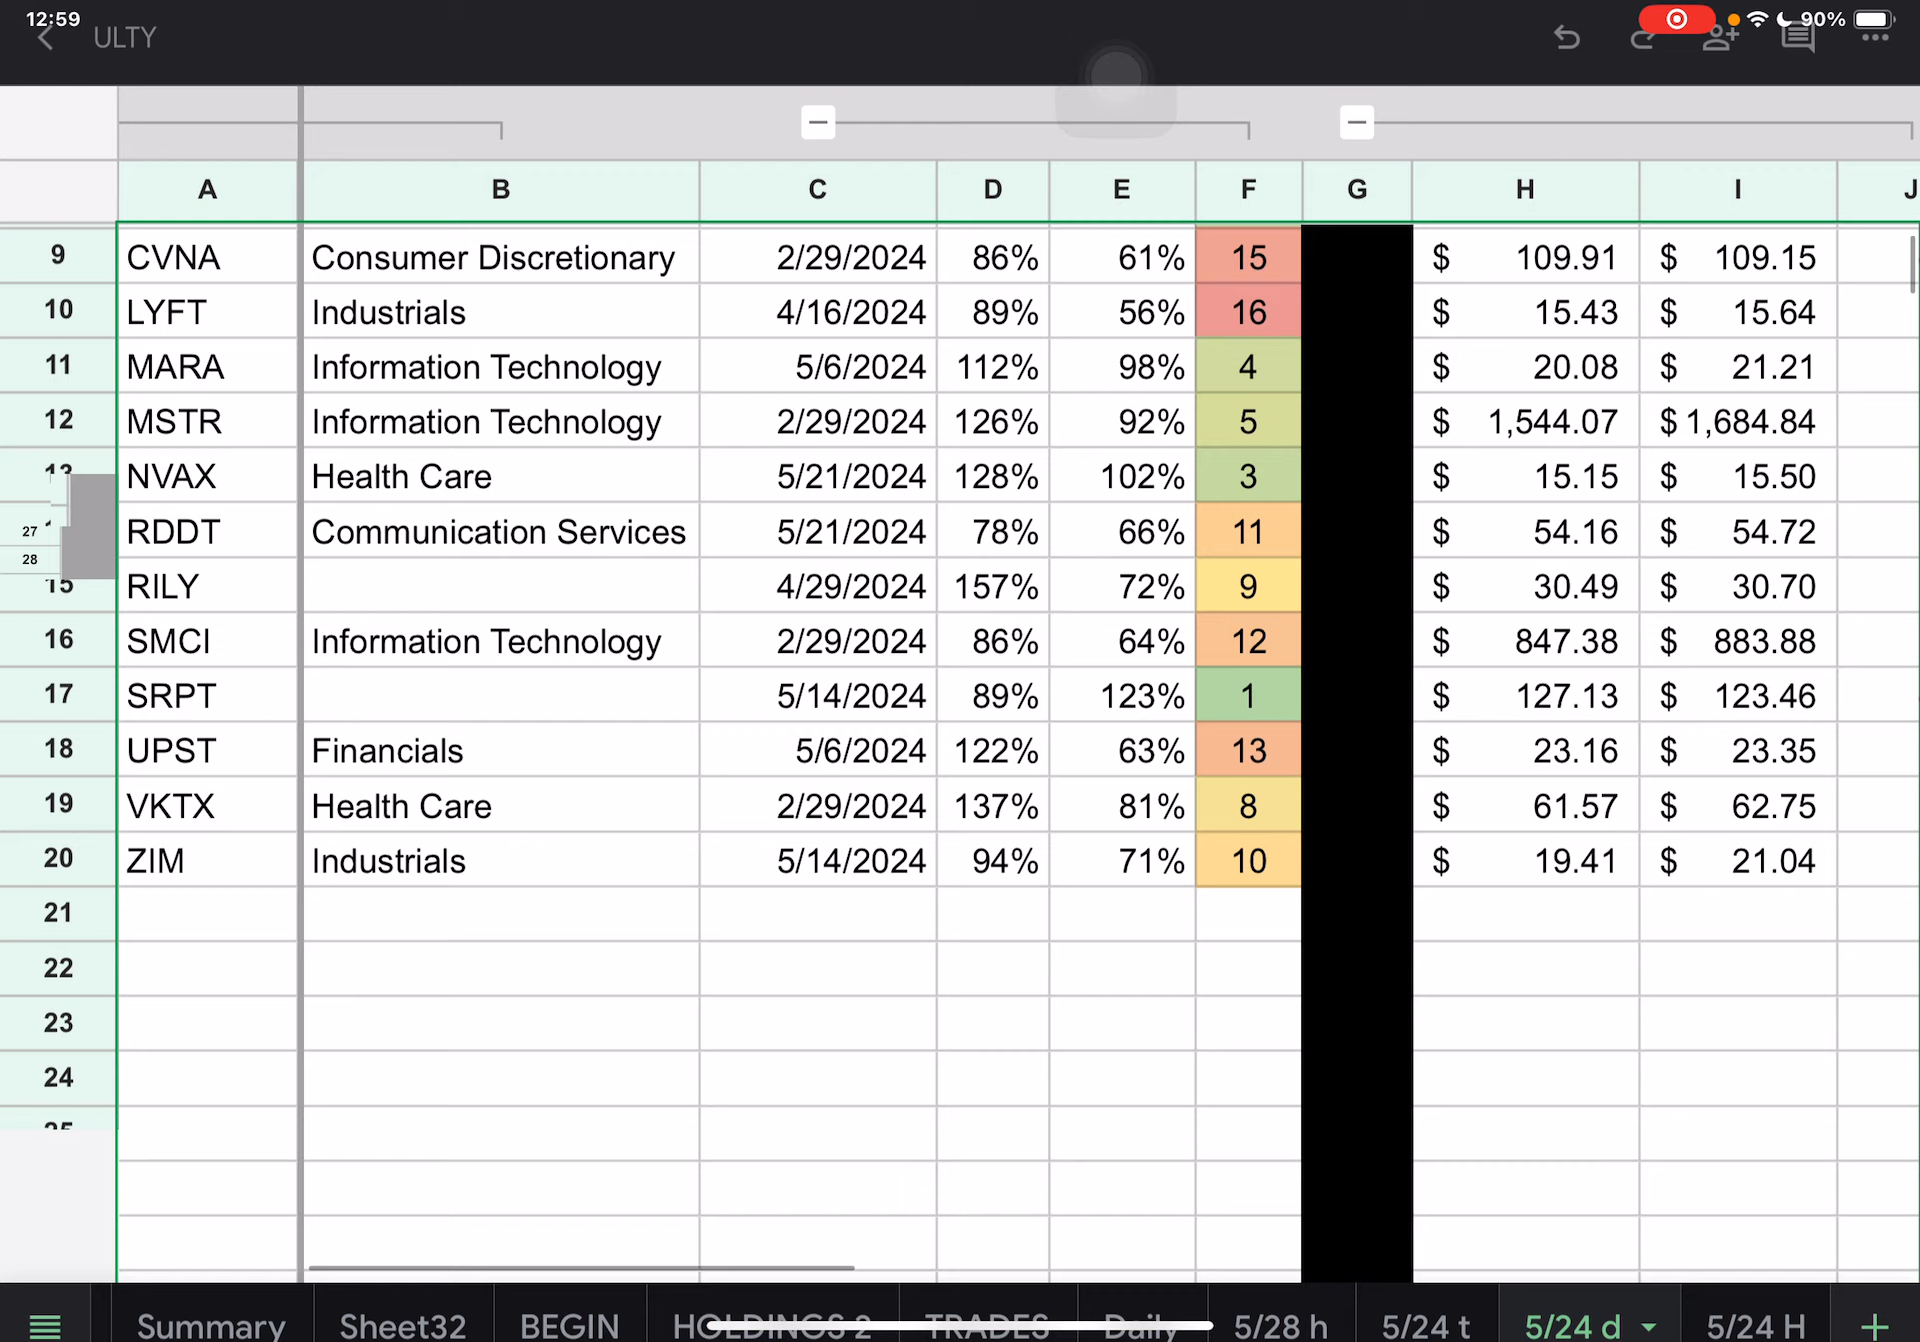 12:59
90%
ULTY
A B C D E F G H I J
9 CVNA Consumer Discretionary 2/29/2024 86% 61% 15 $ 109.91 $ 109.15
10 LYFT Industrials 4/16/2024 89% 56% 16 $ 15.43 $ 15.64
11 MARA Information Technology 5/6/2024 112% 98% 4 $ 20.08 $ 21.21
12 MSTR Information Technology 2/29/2024 126% 92% 5 $ 1,544.07 $ 1,684.84
13 NVAX Health Care 5/21/2024 128% 102% 3 $ 15.15 $ 15.50
27 RDDT Communication Services 5/21/2024 78% 66% 11 $ 54.16 $ 54.72
28
15 RILY 4/29/2024 157% 72% 9 $ 30.49 $ 30.70
16 SMCI Information Technology 2/29/2024 86% 64% 12 $ 847.38 $ 883.88
17 SRPT 5/14/2024 89% 123% 1 $ 127.13 $ 123.46
18 UPST Financials 5/6/2024 122% 63% 13 $ 23.16 $ 23.35
19 VKTX Health Care 2/29/2024 137% 81% 8 $ 61.57 $ 62.75
20 ZIM Industrials 5/14/2024 94% 71% 10 $ 19.41 $ 21.04
21
22
23
24
25
Summary Sheet32 BEGIN HOLDINGS 2 TRADES Daily 5/28 h 5/24 t 5/24 d 5/24 H